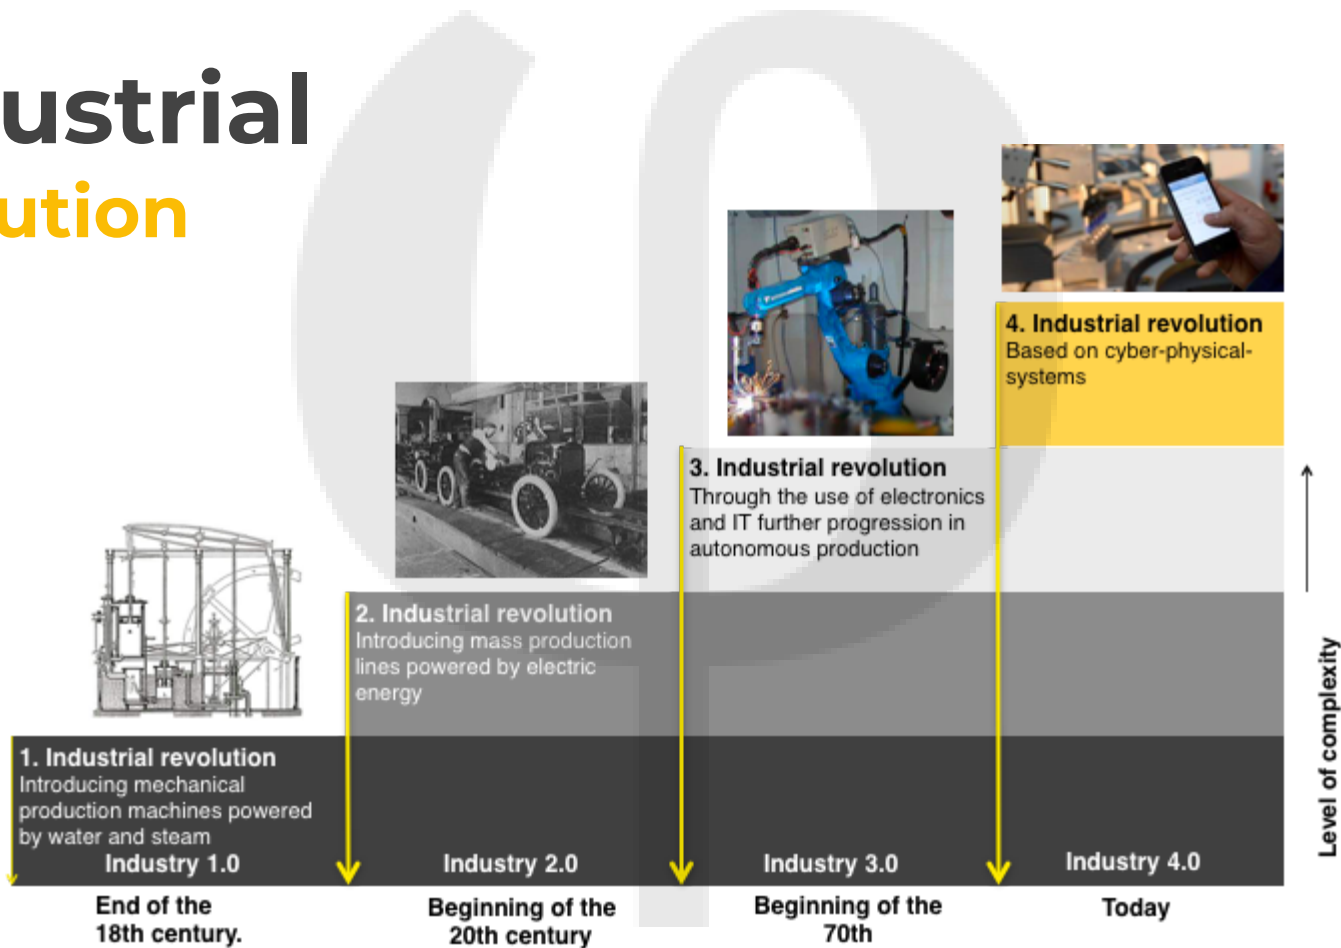 ustrial
ution
4. Industrial revolution
Based on cyber-physical-
systems
3. Industrial revolution
Through the use of electronics
and IT further progression in
autonomous production
2. Industrial revolution
Introducing mass production
lines powered by electric
energy
1. Industrial revolution
Introducing mechanical
production machines powered
by water and steam
Industry 1.0
Industry 2.0
Industry 3.0
Industry 4.0
End of the
18th century.
Beginning of the
20th century
Beginning of the
70th
Today
Level of complexity